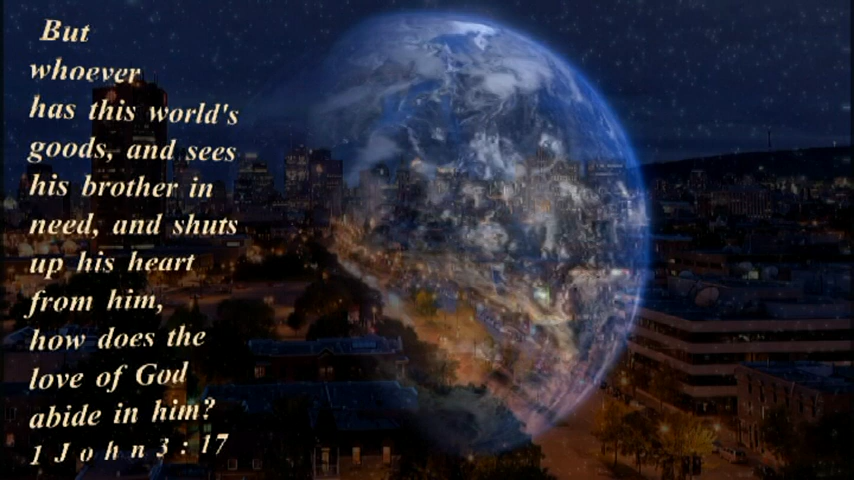 But
whoever
has this world's
goods, and sees
his brother in
need, and shuts
up his heart
from him,
how does the
love of God
abide in him?
1 John 3:17